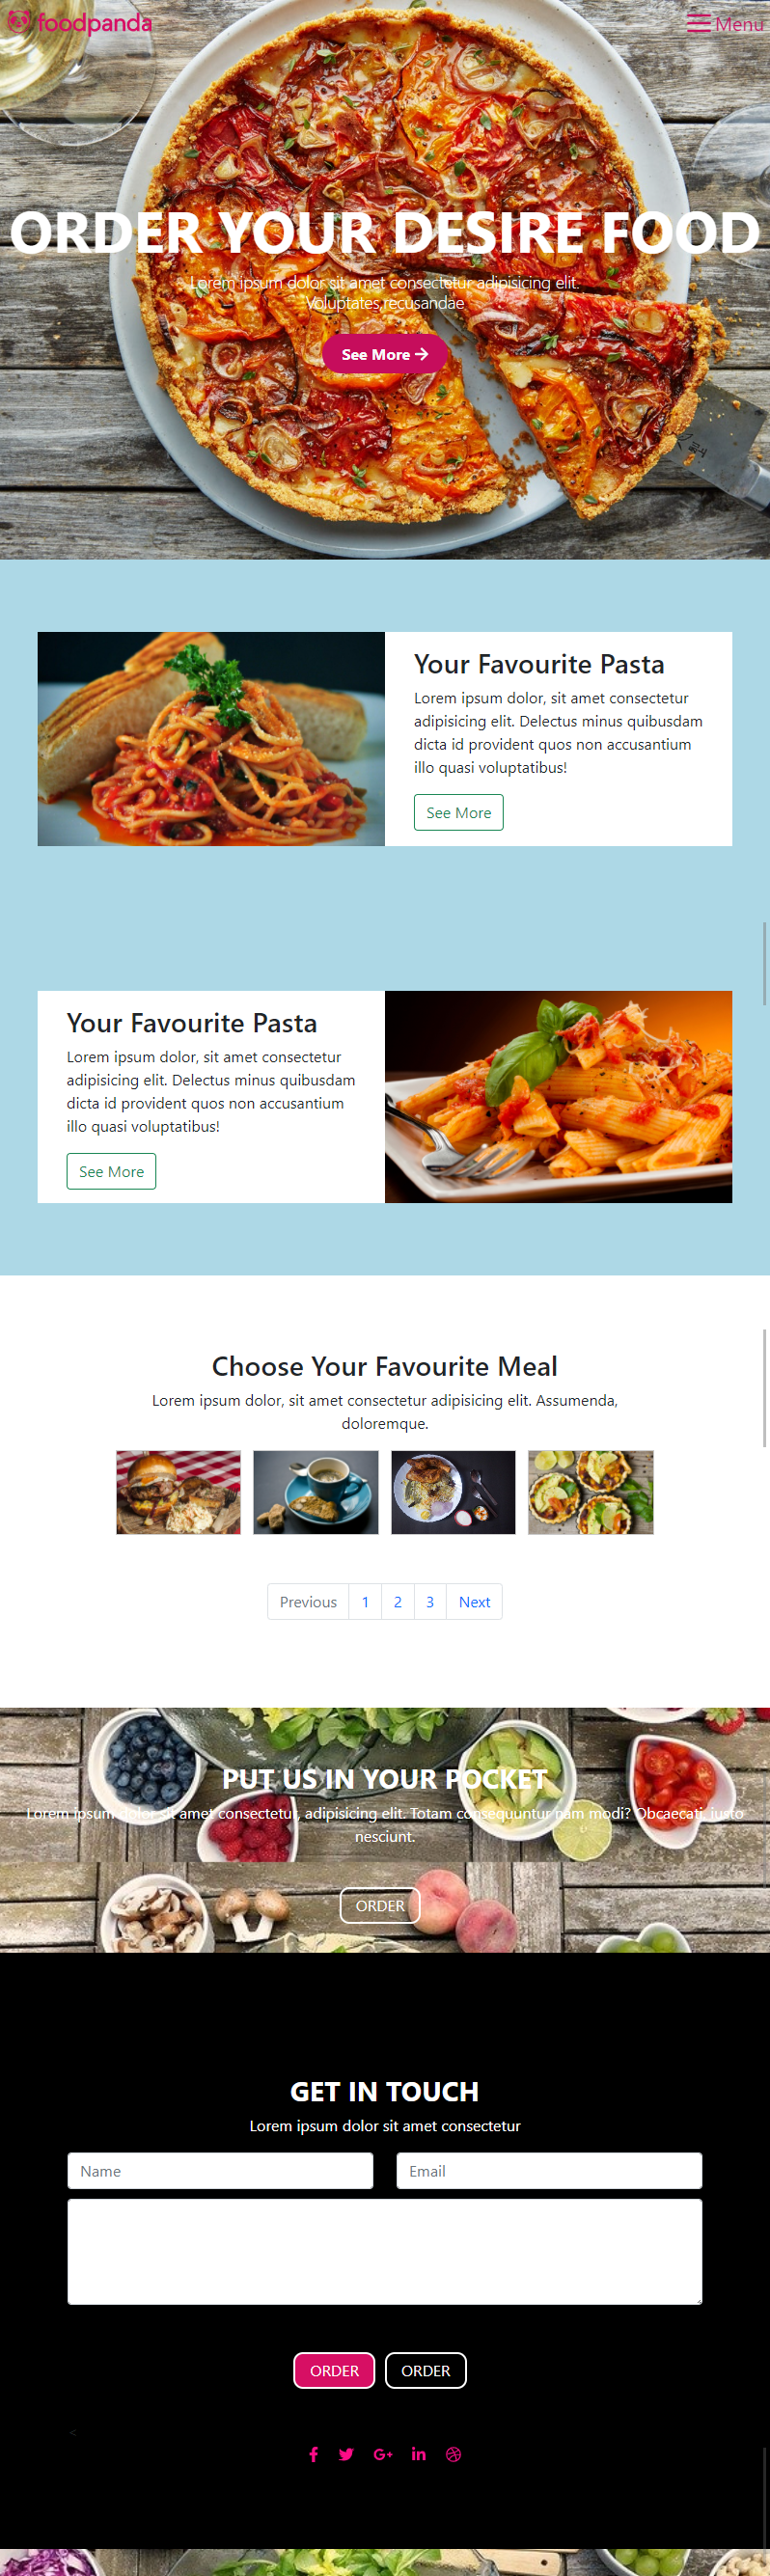 foodpanda
Menu
ORDER YOUR DESIRE FOOD
Lorem ipsum dolor sit amet consectetur adipisicing elit.
Voluptates,recusandae
See More →
Your Favourite Pasta
Lorem ipsum dolor, sit amet consectetur
adipisicing elit. Delectus minus quibusdam
dicta id provident quos non accusantium
illo quasi voluptatibus!
See More
Your Favourite Pasta
Lorem ipsum dolor, sit amet consectetur
adipisicing elit. Delectus minus quibusdam
dicta id provident quos non accusantium
illo quasi voluptatibus!
See More
Choose Your Favourite Meal
Lorem ipsum dolor, sit amet consectetur adipisicing elit. Assumenda,
doloremque.
Previous 1 2 3 Next
PUT US IN YOUR POCKET
Lorem ipsum dolor sit amet consectetur, adipisicing elit. Totam consequuntur nam modi? Obcaecati, iusto
nesciunt.
ORDER
GET IN TOUCH
Lorem ipsum dolor sit amet consectetur
Name Email
ORDER ORDER
<